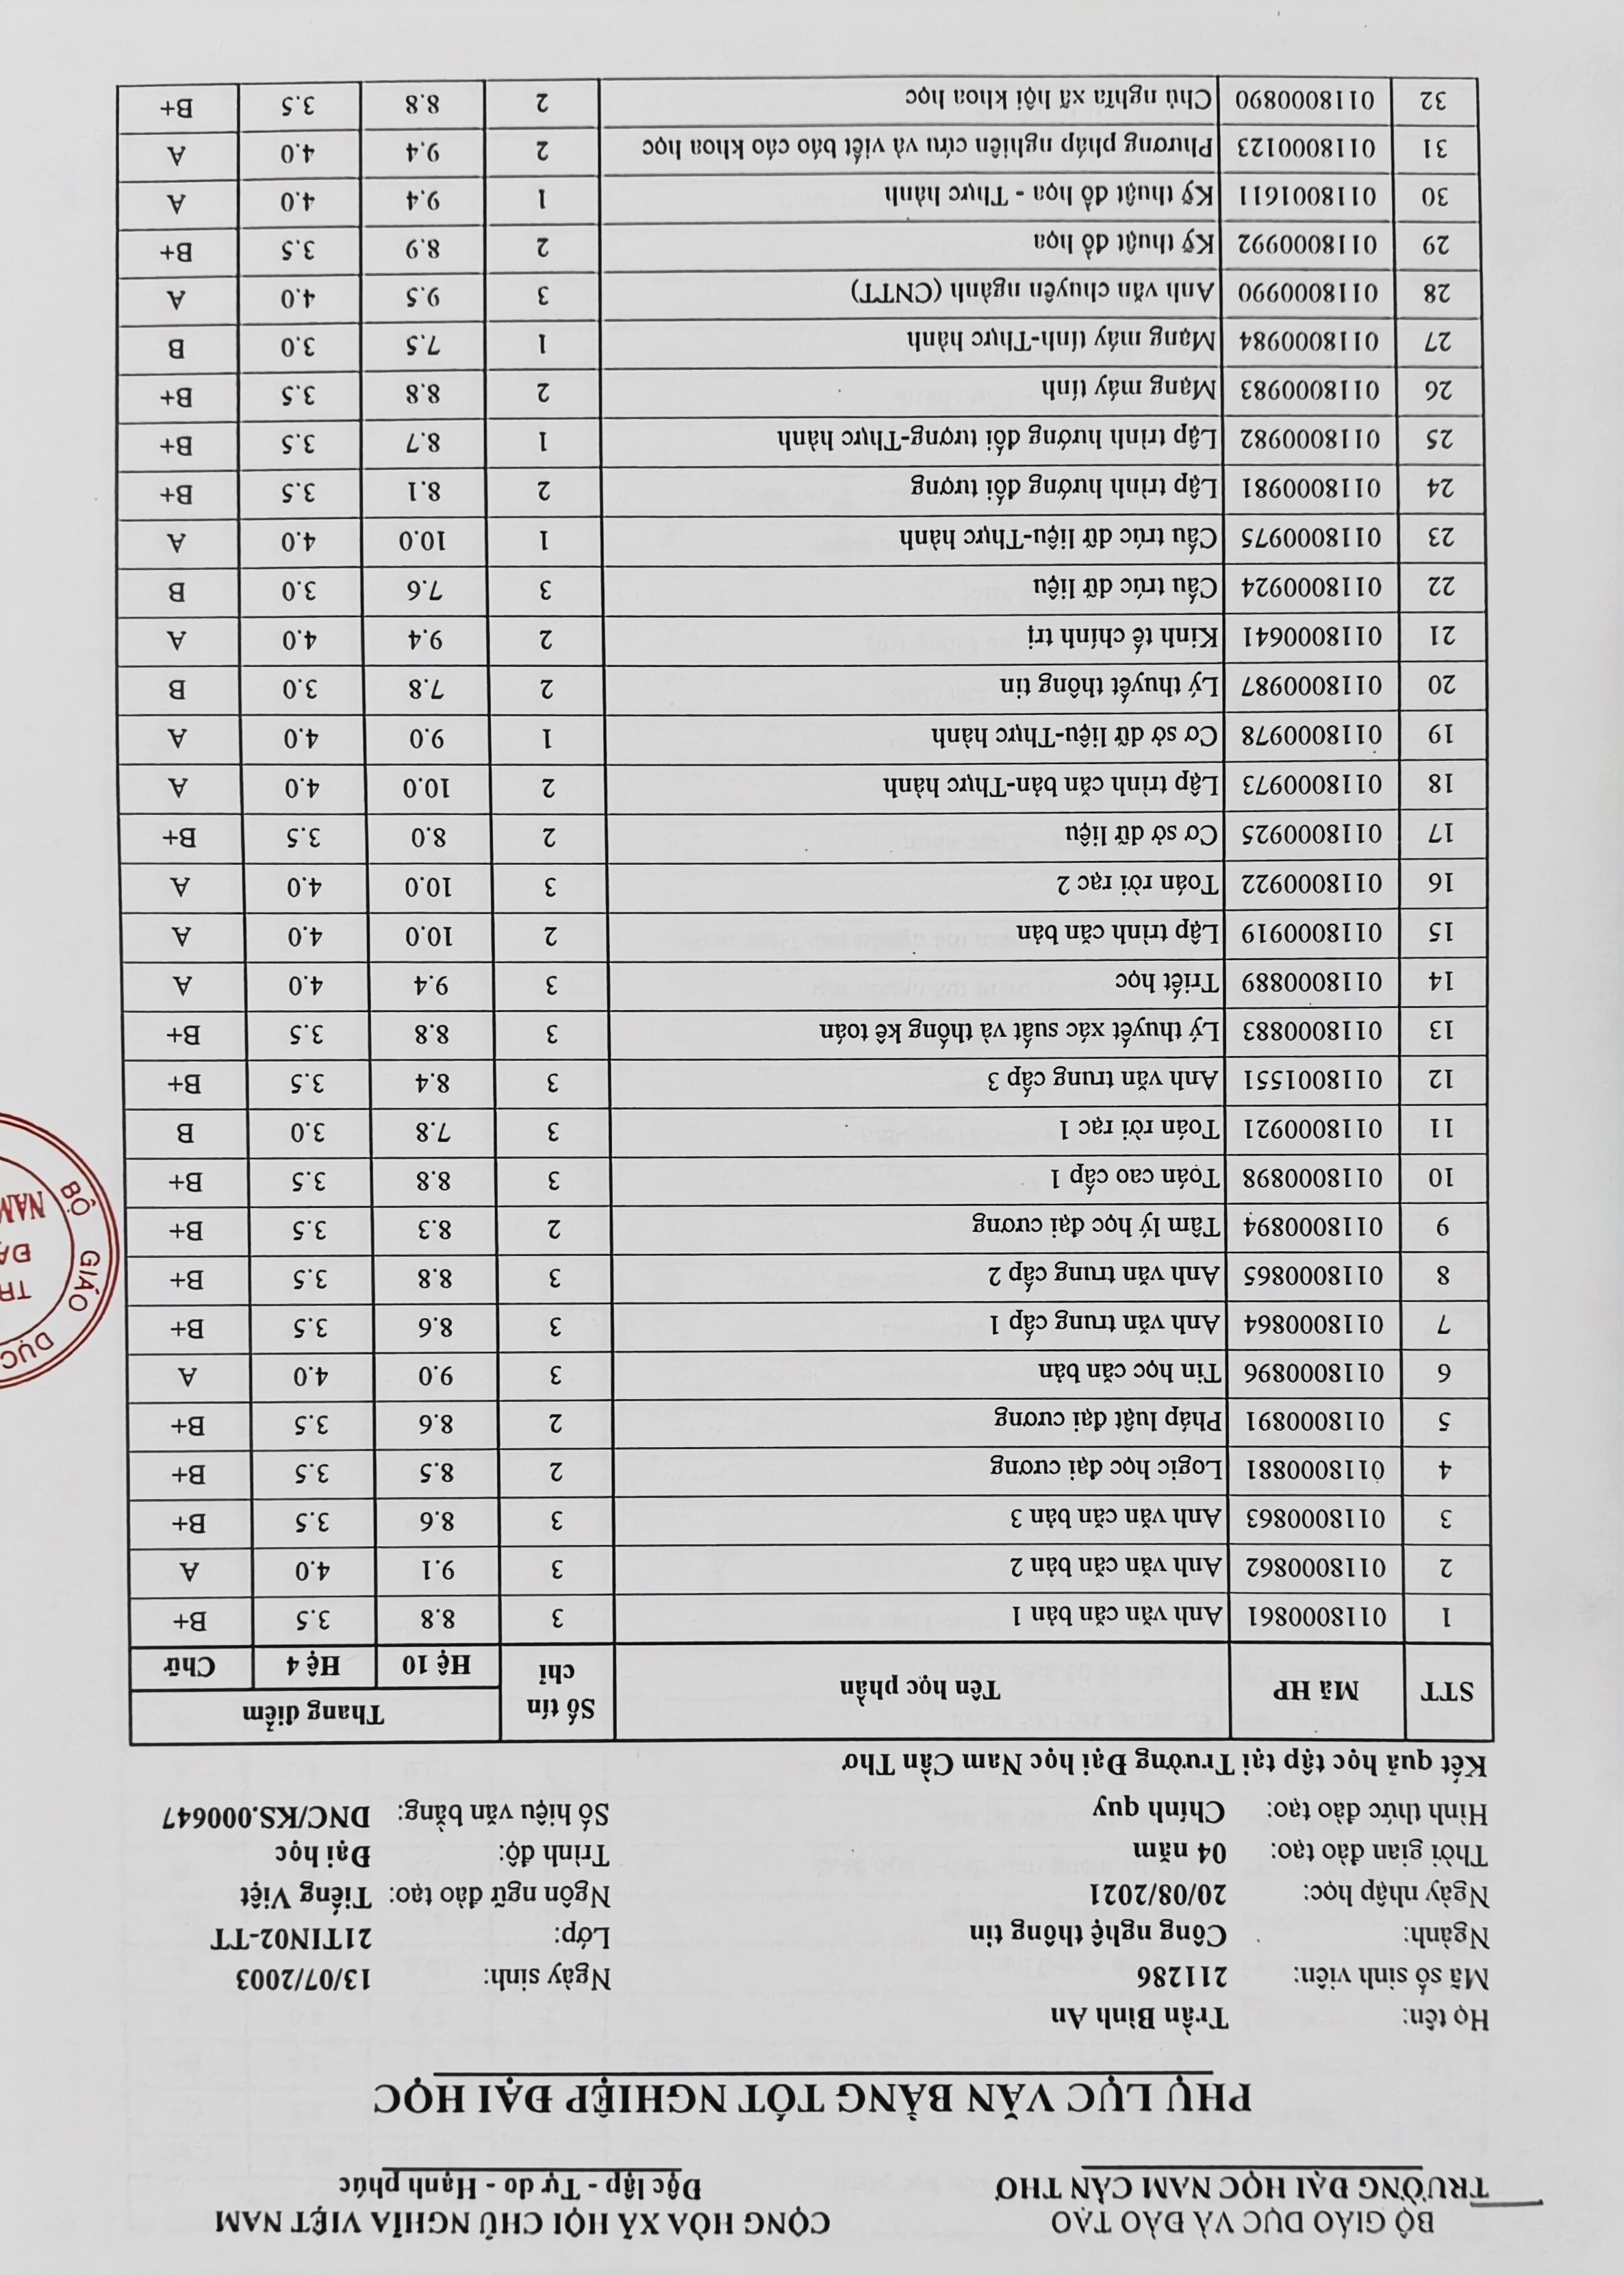 BỘ GIÁO DỤC VÀ ĐÀO TẠO
TRƯỜNG ĐẠI HỌC NAM CẦN THƠ
CỘNG HÒA XÃ HỘI CHỦ NGHĨA VIỆT NAM
Độc lập - Tự do - Hạnh phúc
PHỤ LỤC VĂN BẰNG TỐT NGHIỆP ĐẠI HỌC
Họ tên: Trần Bình An
Mã số sinh viên: 211286 Ngày sinh: 13/07/2003
Ngành: Công nghệ thông tin Lớp: 21TIN02-TT
Ngày nhập học: 20/08/2021 Ngôn ngữ đào tạo: Tiếng Việt
Thời gian đào tạo: 04 năm Trình độ: Đại học
Hình thức đào tạo: Chính quy Số hiệu văn bằng: DNC/KS.000647
Kết quả học tập tại Trường Đại học Nam Cần Thơ
STT Mã HP Tên học phần Số tín chỉ Thang điểm
Hệ 10 Hệ 4 Chữ
1 0118000861 Anh văn căn bản 1 3 8.8 3.5 B+
2 0118000862 Anh văn căn bản 2 3 9.1 4.0 A
3 0118000863 Anh văn căn bản 3 3 8.6 3.5 B+
4 0118000881 Logic học đại cương 2 8.5 3.5 B+
5 0118000891 Pháp luật đại cương 2 8.6 3.5 B+
6 0118000896 Tin học căn bản 3 9.0 4.0 A
7 0118000864 Anh văn trung cấp 1 3 8.6 3.5 B+
8 0118000865 Anh văn trung cấp 2 3 8.8 3.5 B+
9 0118000894 Tâm lý học đại cương 2 8.3 3.5 B+
10 0118000898 Toán cao cấp 1 3 8.8 3.5 B+
11 0118000921 Toán rời rạc 1 3 7.8 3.0 B
12 0118001551 Anh văn trung cấp 3 3 8.4 3.5 B+
13 0118000883 Lý thuyết xác suất và thống kê toán 3 8.8 3.5 B+
14 0118000889 Triết học 3 9.4 4.0 A
15 0118000919 Lập trình căn bản 2 10.0 4.0 A
16 0118000922 Toán rời rạc 2 3 10.0 4.0 A
17 0118000925 Cơ sở dữ liệu 2 8.0 3.5 B+
18 0118000973 Lập trình căn bản-Thực hành 2 10.0 4.0 A
19 0118000978 Cơ sở dữ liệu-Thực hành 1 9.0 4.0 A
20 0118000987 Lý thuyết thông tin 2 7.8 3.0 B
21 0118000641 Kinh tế chính trị 2 9.4 4.0 A
22 0118000924 Cấu trúc dữ liệu 3 7.6 3.0 B
23 0118000975 Cấu trúc dữ liệu-Thực hành 1 10.0 4.0 A
24 0118000981 Lập trình hướng đối tượng 2 8.1 3.5 B+
25 0118000982 Lập trình hướng đối tượng-Thực hành 1 8.7 3.5 B+
26 0118000983 Mạng máy tính 2 8.8 3.5 B+
27 0118000984 Mạng máy tính-Thực hành 1 7.5 3.0 B
28 0118000990 Anh văn chuyên ngành (CNTT) 3 9.5 4.0 A
29 0118000992 Kỹ thuật đồ họa 2 8.9 3.5 B+
30 0118001611 Kỹ thuật đồ họa - Thực hành 1 9.4 4.0 A
31 0118000123 Phương pháp nghiên cứu và viết báo cáo khoa học 2 9.4 4.0 A
32 0118000890 Chủ nghĩa xã hội khoa học 2 8.8 3.5 B+
BỘ GIÁO DỤC
NAM